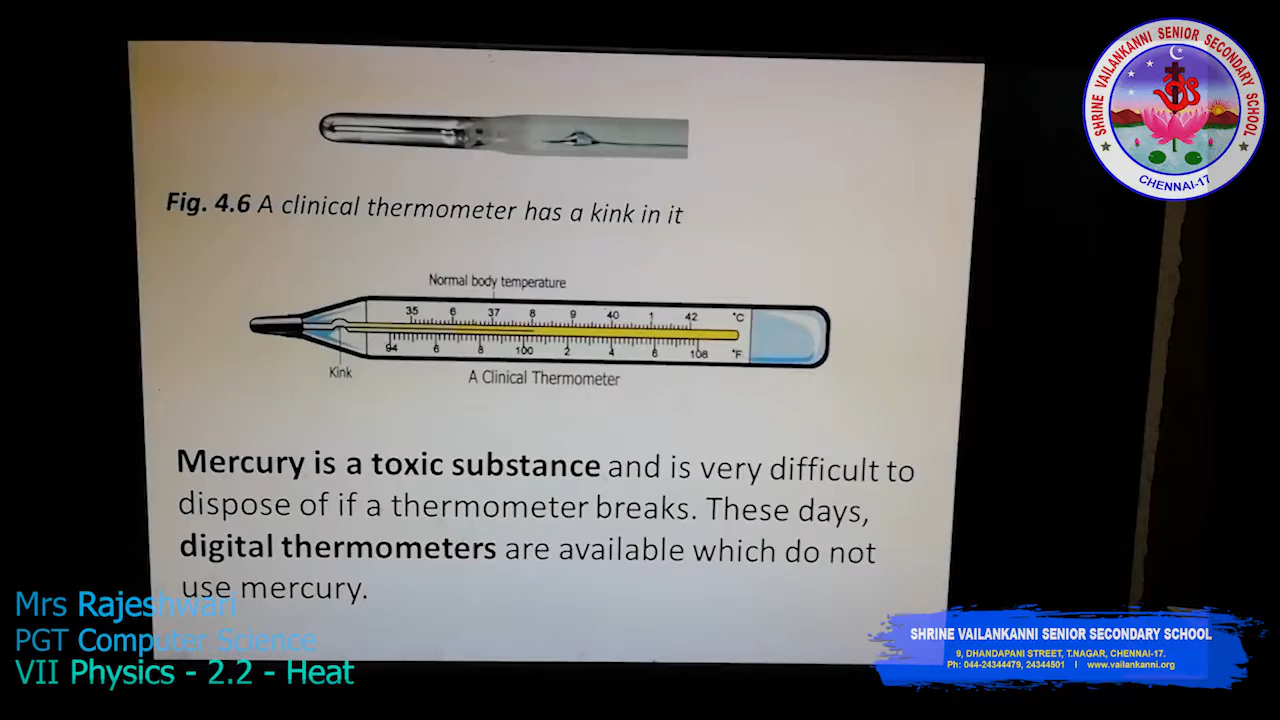 SHRINE VAILANKANNI SENIOR SECONDARY SCHOOL
CHENNAI-17
Fig. 4.6 A clinical thermometer has a kink in it
Normal body temperature
35 6 37 8 9 40 1 42 °C
94 6 8 100 2 4 6 108 °F
Kink
A Clinical Thermometer
Mercury is a toxic substance and is very difficult to
dispose of if a thermometer breaks. These days,
digital thermometers are available which do not
use mercury.
Mrs Rajeshwari
PGT Computer Science
VII Physics - 2.2 - Heat
SHRINE VAILANKANNI SENIOR SECONDARY SCHOOL
9, DHANDAPANI STREET, T.NAGAR, CHENNAI-17.
Ph: 044-24344479, 24344501 I www.vailankanni.org